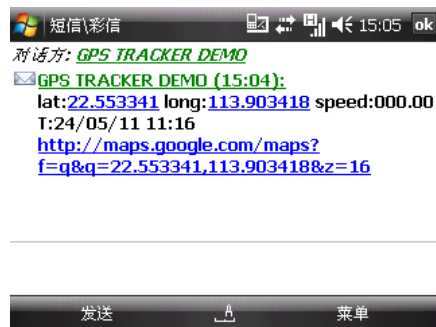 短信\彩信 15:05 ok
对话方: GPS TRACKER DEMO
GPS TRACKER DEMO (15:04):
lat:22.553341 long:113.903418 speed:000.00
T:24/05/11 11:16
http://maps.google.com/maps?
f=q&q=22.553341,113.903418&z=16
发送 菜单